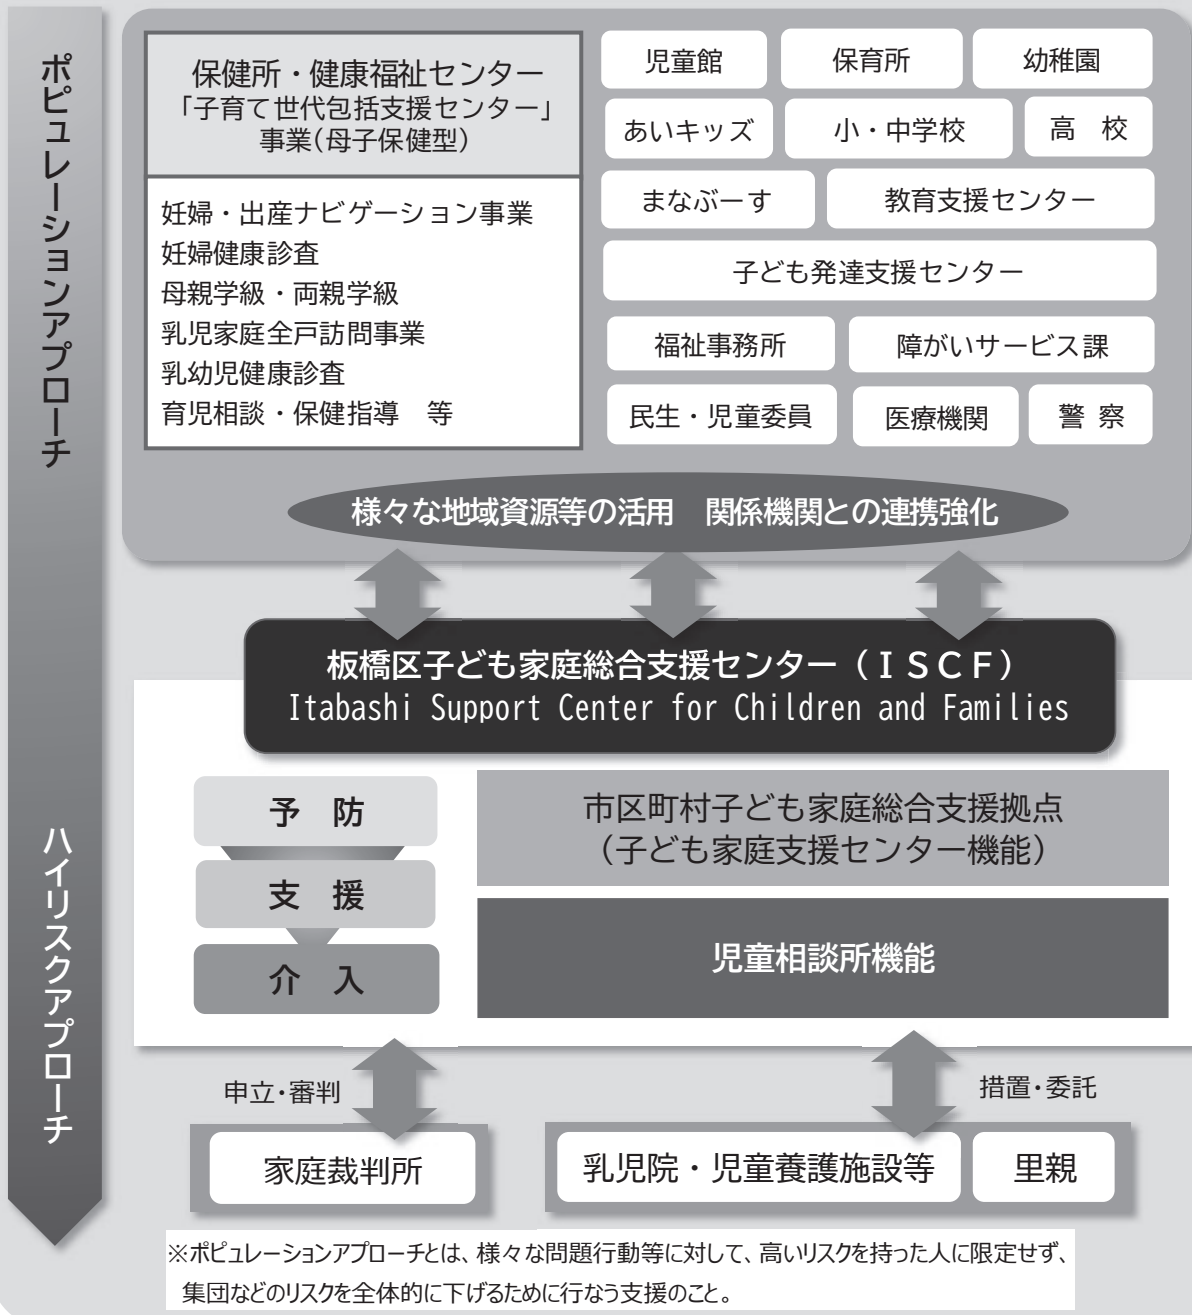 ポピュレーションアプローチ
ハイリスクアプローチ
保健所・健康福祉センター
「子育て世代包括支援センター」
事業(母子保健型)
妊婦・出産ナビゲーション事業
妊婦健康診査
母親学級・両親学級
乳児家庭全戸訪問事業
乳幼児健康診査
育児相談・保健指導　等
児童館
保育所
幼稚園
あいキッズ
小・中学校
高　校
まなぶーす
教育支援センター
子ども発達支援センター
福祉事務所
障がいサービス課
民生・児童委員
医療機関
警 察
様々な地域資源等の活用　関係機関との連携強化
板橋区子ども家庭総合支援センター（ＩＳＣＦ）
Itabashi Support Center for Children and Families
予　防
支　援
介　入
市区町村子ども家庭総合支援拠点
（子ども家庭支援センター機能）
児童相談所機能
申立・審判
措置・委託
家庭裁判所
乳児院・児童養護施設等
里親
※ポピュレーションアプローチとは、様々な問題行動等に対して、高いリスクを持った人に限定せず、
集団などのリスクを全体的に下げるために行なう支援のこと。